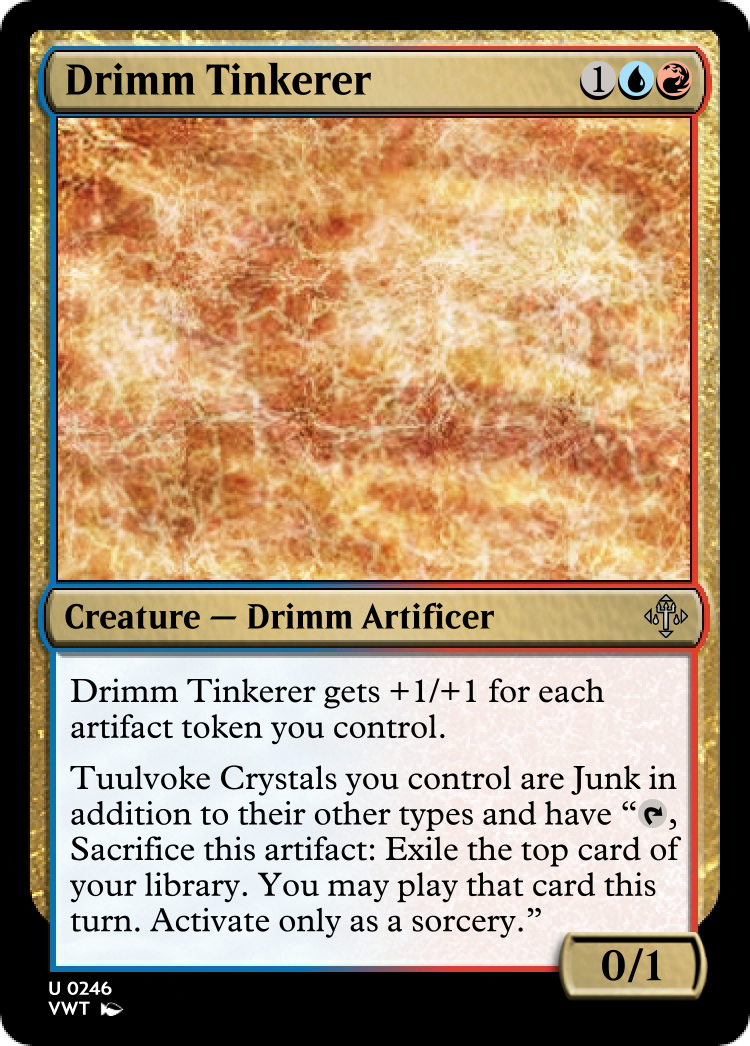 Drimm Tinkerer 1
Creature — Drimm Artificer
Drimm Tinkerer gets +1/+1 for each
artifact token you control.
Tuulvoke Crystals you control are Junk in
addition to their other types and have “,
Sacrifice this artifact: Exile the top card of
your library. You may play that card this
turn. Activate only as a sorcery.”
0/1
U 0246
VWT